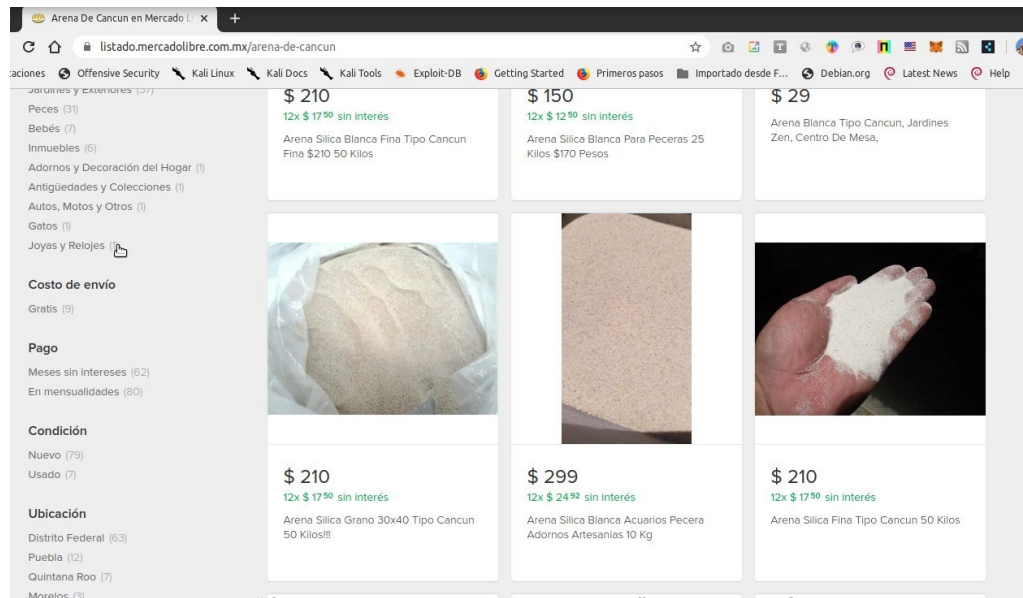 Arena De Cancun en Mercado L
listado.mercadolibre.com.mx/arena-de-cancun
aciones Offensive Security Kali Linux Kali Docs Kali Tools Exploit-DB Getting Started Primeros pasos Importado desde F... Debian.org Latest News Help
Jardines y Exteriores (37)
Peces (31)
Bebés (7)
Inmuebles (6)
Adornos y Decoración del Hogar (1)
Antigüedades y Colecciones (1)
Autos, Motos y Otros (1)
Gatos (1)
Joyas y Relojes
Costo de envío
Gratis (9)
Pago
Meses sin intereses (62)
En mensualidades (80)
Condición
Nuevo (79)
Usado (7)
Ubicación
Distrito Federal (63)
Puebla (12)
Quintana Roo (7)
Morelos (3)
$ 210
12x $ 17 50 sin interés
Arena Silica Blanca Fina Tipo Cancun
Fina $210 50 Kilos
$ 150
12x $ 12 50 sin interés
Arena Silica Blanca Para Peceras 25
Kilos $170 Pesos
$ 29
Arena Blanca Tipo Cancun, Jardines
Zen, Centro De Mesa,
$ 210
12x $ 17 50 sin interés
Arena Silica Grano 30x40 Tipo Cancun
50 Kilos!!!
$ 299
12x $ 24 92 sin interés
Arena Silica Blanca Acuarios Pecera
Adornos Artesanias 10 Kg
$ 210
12x $ 17 50 sin interés
Arena Silica Fina Tipo Cancun 50 Kilos